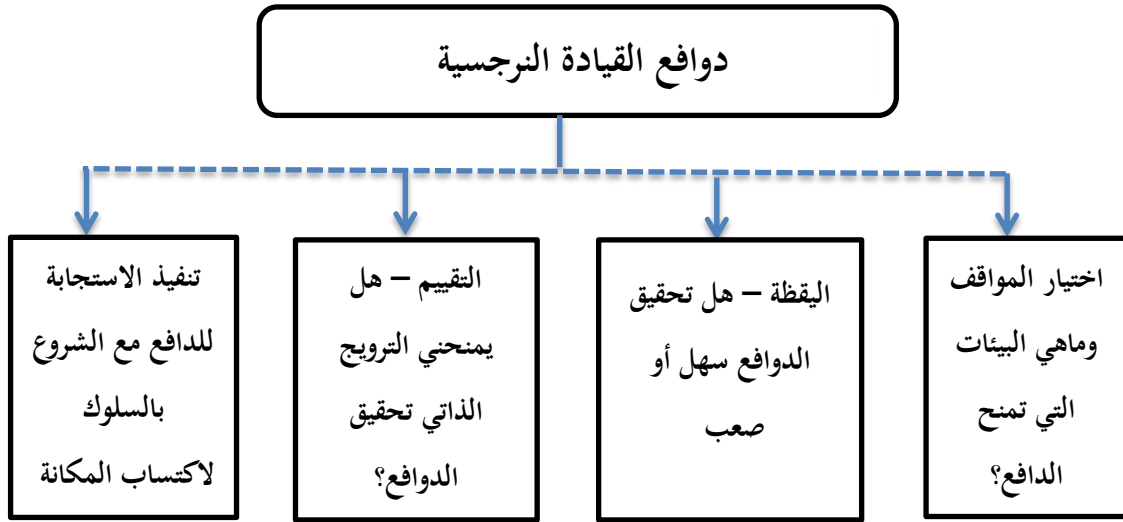 دوافع القيادة النرجسية
اختيار المواقف
وماهي البيئات
التي تمنح
الدافع؟
اليقظة – هل تحقيق
الدوافع سهل أو
صعب
التقييم – هل
يمنحني الترويج
الذاتي تحقيق
الدوافع؟
تنفيذ الاستجابة
للدافع مع الشروع
بالسلوك
لاكتساب المكانة